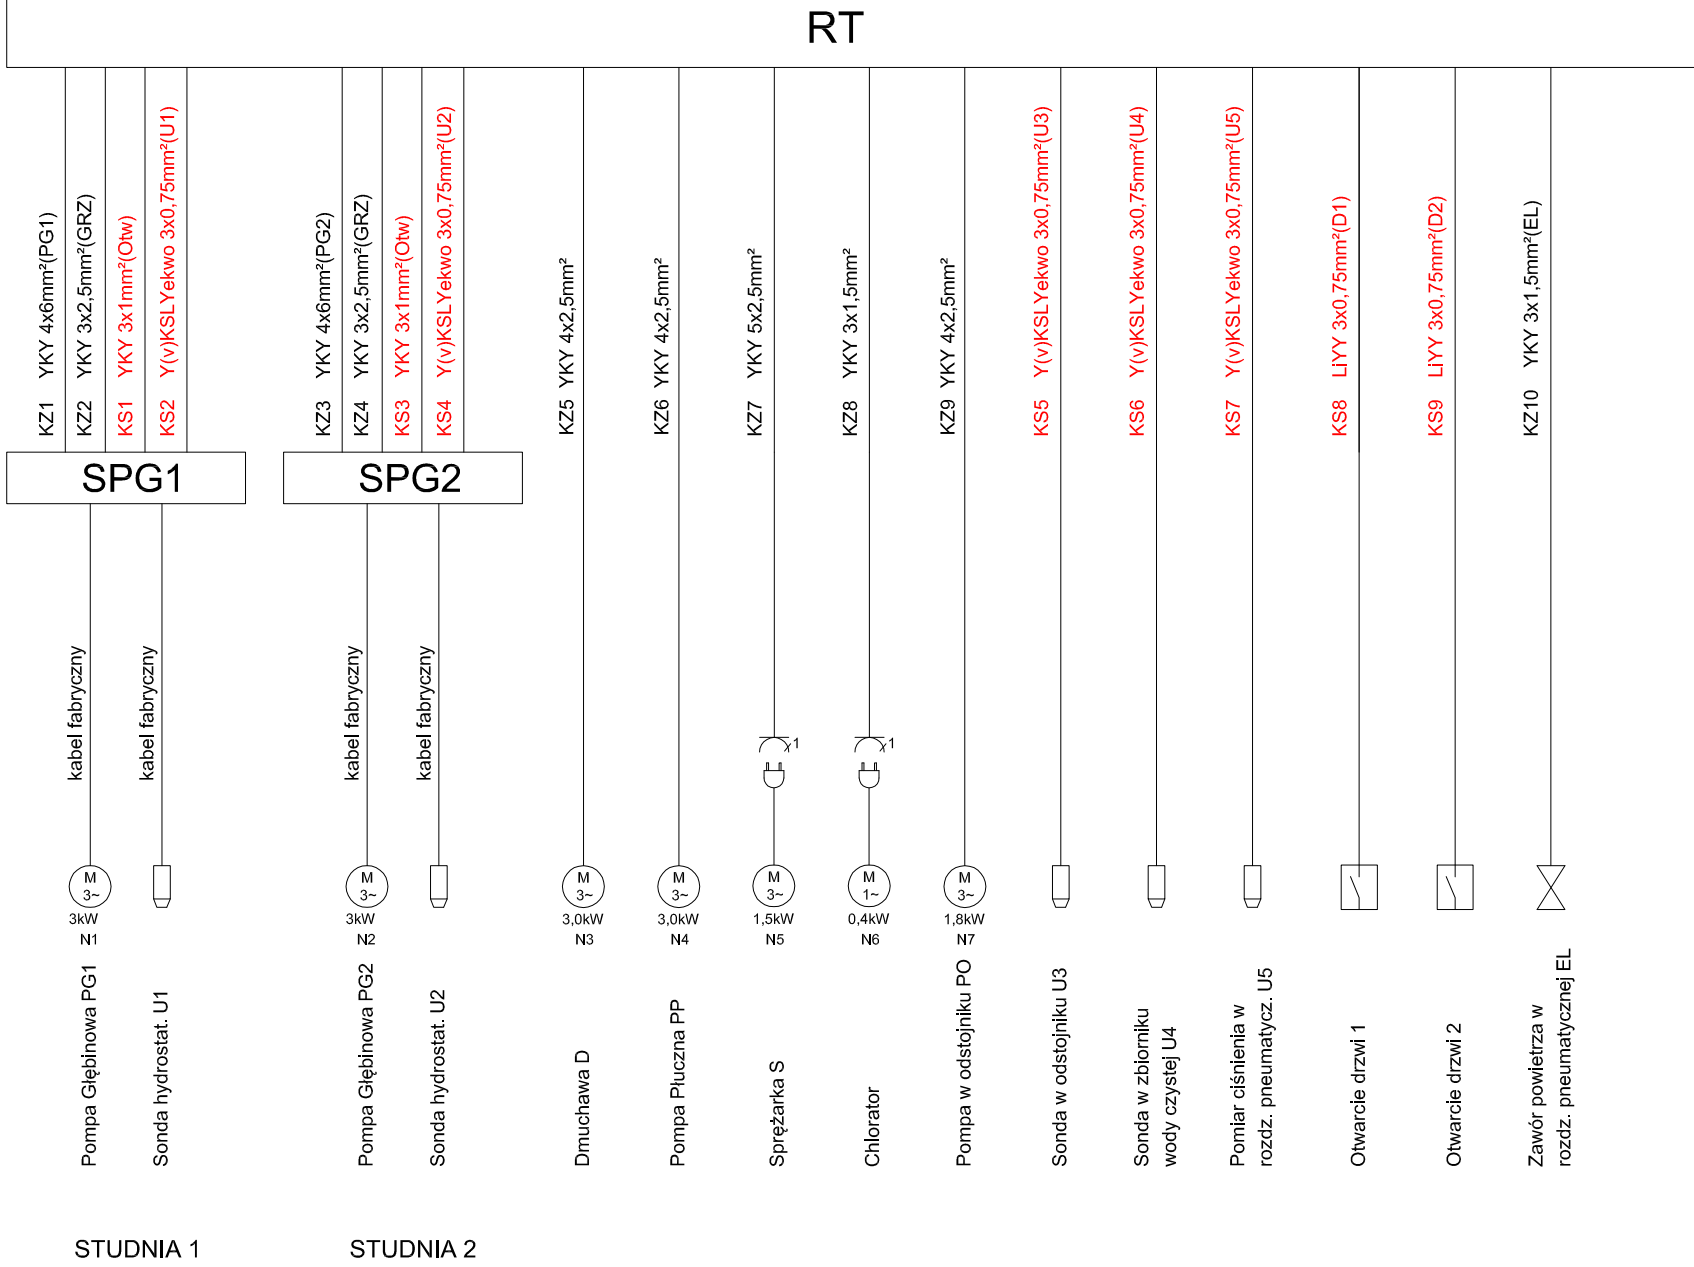 RT
KZ1 YKY 4x6mm²(PG1)
KZ2 YKY 3x2,5mm²(GRZ)
KS1 YKY 3x1mm²(Otw)
KS2 Y(v)KSLYekwo 3x0,75mm²(U1)
KZ3 YKY 4x6mm²(PG2)
KZ4 YKY 3x2,5mm²(GRZ)
KS3 YKY 3x1mm²(Otw)
KS4 Y(v)KSLYekwo 3x0,75mm²(U2)
KZ5 YKY 4x2,5mm²
KZ6 YKY 4x2,5mm²
KZ7 YKY 5x2,5mm²
KZ8 YKY 3x1,5mm²
KZ9 YKY 4x2,5mm²
KS5 Y(v)KSLYekwo 3x0,75mm²(U3)
KS6 Y(v)KSLYekwo 3x0,75mm²(U4)
KS7 Y(v)KSLYekwo 3x0,75mm²(U5)
KS8 LiYY 3x0,75mm²(D1)
KS9 LiYY 3x0,75mm²(D2)
KZ10 YKY 3x1,5mm²(EL)
SPG1
SPG2
kabel fabryczny
kabel fabryczny
kabel fabryczny
kabel fabryczny
1
1
M
3~
3kW
N1
M
3~
3kW
N2
M
3~
3,0kW
N3
M
3~
3,0kW
N4
M
3~
1,5kW
N5
M
1~
0,4kW
N6
M
3~
1,8kW
N7
Pompa Głębinowa PG1
Sonda hydrostat. U1
Pompa Głębinowa PG2
Sonda hydrostat. U2
Dmuchawa D
Pompa Płuczna PP
Sprężarka S
Chlorator
Pompa w odstojniku PO
Sonda w odstojniku U3
Sonda w zbiorniku
wody czystej U4
Pomiar ciśnienia w
rozdz. pneumatycz. U5
Otwarcie drzwi 1
Otwarcie drzwi 2
Zawór powietrza w
rozdz. pneumatycznej EL
STUDNIA 1
STUDNIA 2